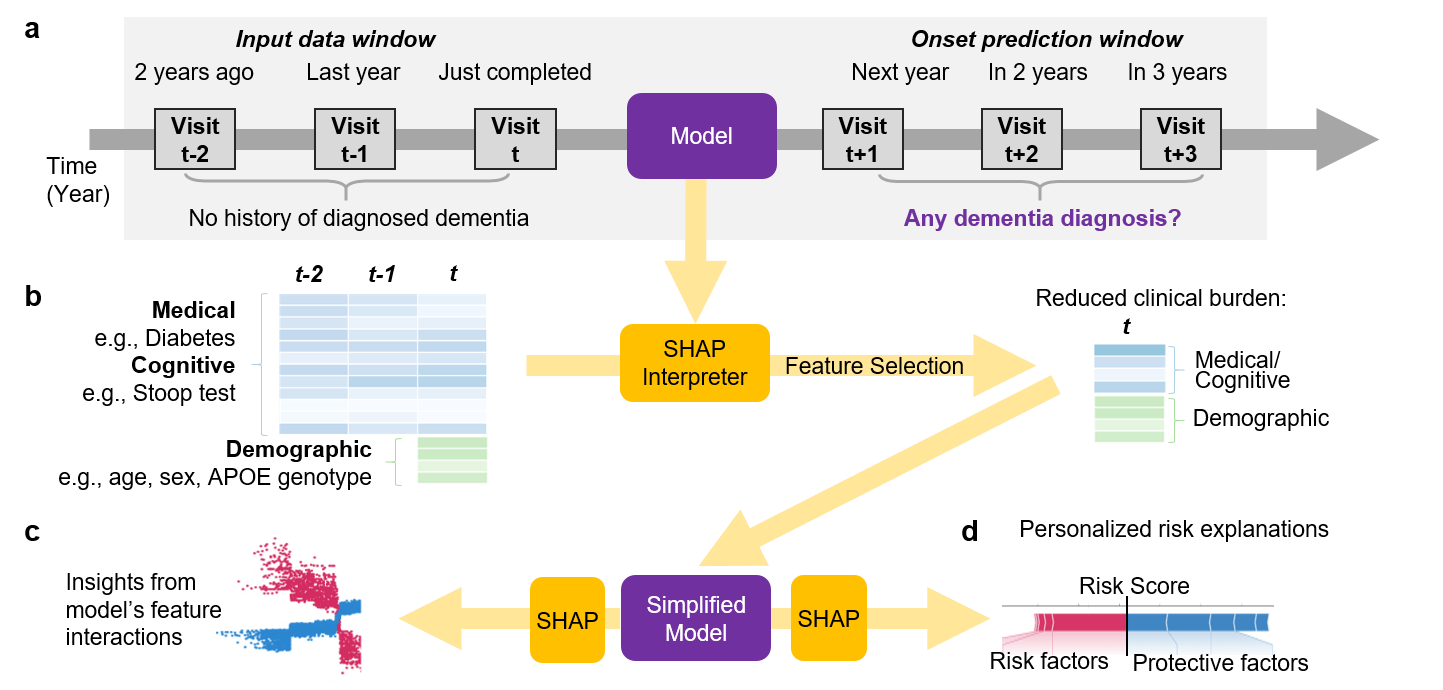 a
Input data window
Onset prediction window
2 years ago
Last year
Just completed
Next year
In 2 years
In 3 years
Visit
t-2
Visit
t-1
Visit
t
Model
Visit
t+1
Visit
t+2
Visit
t+3
Time
(Year)
No history of diagnosed dementia
Any dementia diagnosis?
b
t-2
t-1
t
Medical
e.g., Diabetes
Cognitive
e.g., Stoop test
Demographic
e.g., age, sex, APOE genotype
SHAP
Interpreter
Feature Selection
Reduced clinical burden:
t
Medical/
Cognitive
Demographic
c
Insights from
model's feature
interactions
SHAP
Simplified
Model
SHAP
d
Personalized risk explanations
Risk Score
Risk factors
Protective factors